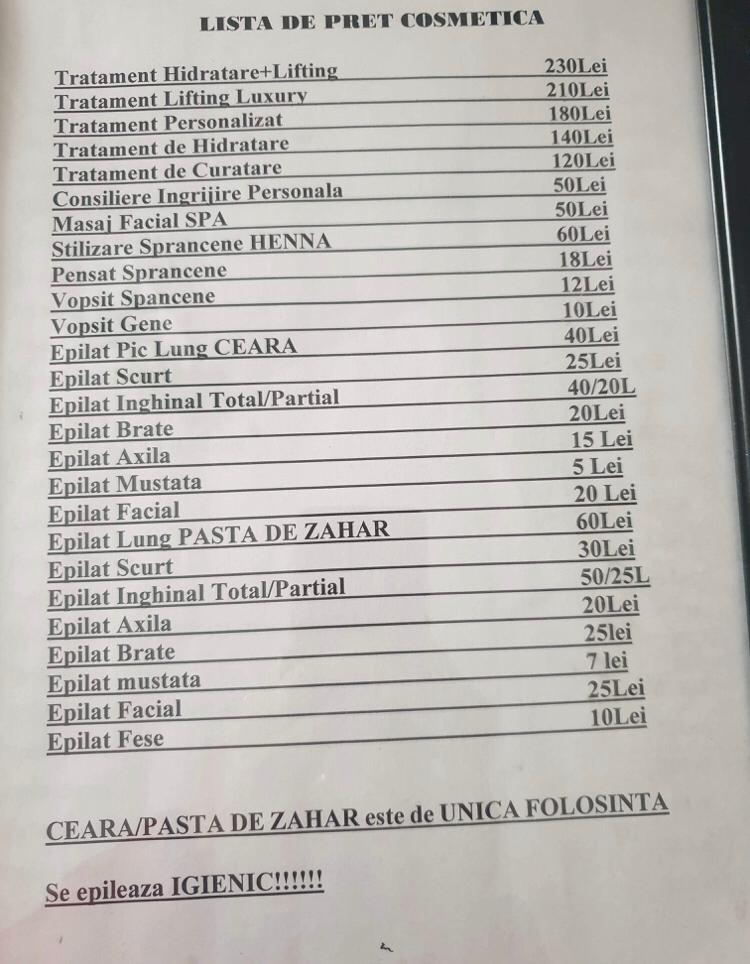 LISTA DE PRET COSMETICA
Tratament Hidratare+Lifting 230Lei
Tratament Lifting Luxury 210Lei
Tratament Personalizat 180Lei
Tratament de Hidratare 140Lei
Tratament de Curatare 120Lei
Consiliere Ingrijire Personala 50Lei
Masaj Facial SPA 50Lei
Stilizare Sprancene HENNA 60Lei
Pensat Sprancene 18Lei
Vopsit Spancene 12Lei
Vopsit Gene 10Lei
Epilat Pic Lung CEARA 40Lei
Epilat Scurt 25Lei
Epilat Inghinal Total/Partial 40/20L
Epilat Brate 20Lei
Epilat Axila 15 Lei
Epilat Mustata 5 Lei
Epilat Facial 20 Lei
Epilat Lung PASTA DE ZAHAR 60Lei
Epilat Scurt 30Lei
Epilat Inghinal Total/Partial 50/25L
Epilat Axila 20Lei
Epilat Brate 25lei
Epilat mustata 7 lei
Epilat Facial 25Lei
Epilat Fese 10Lei
CEARA/PASTA DE ZAHAR este de UNICA FOLOSINTA
Se epileaza IGIENIC!!!!!!